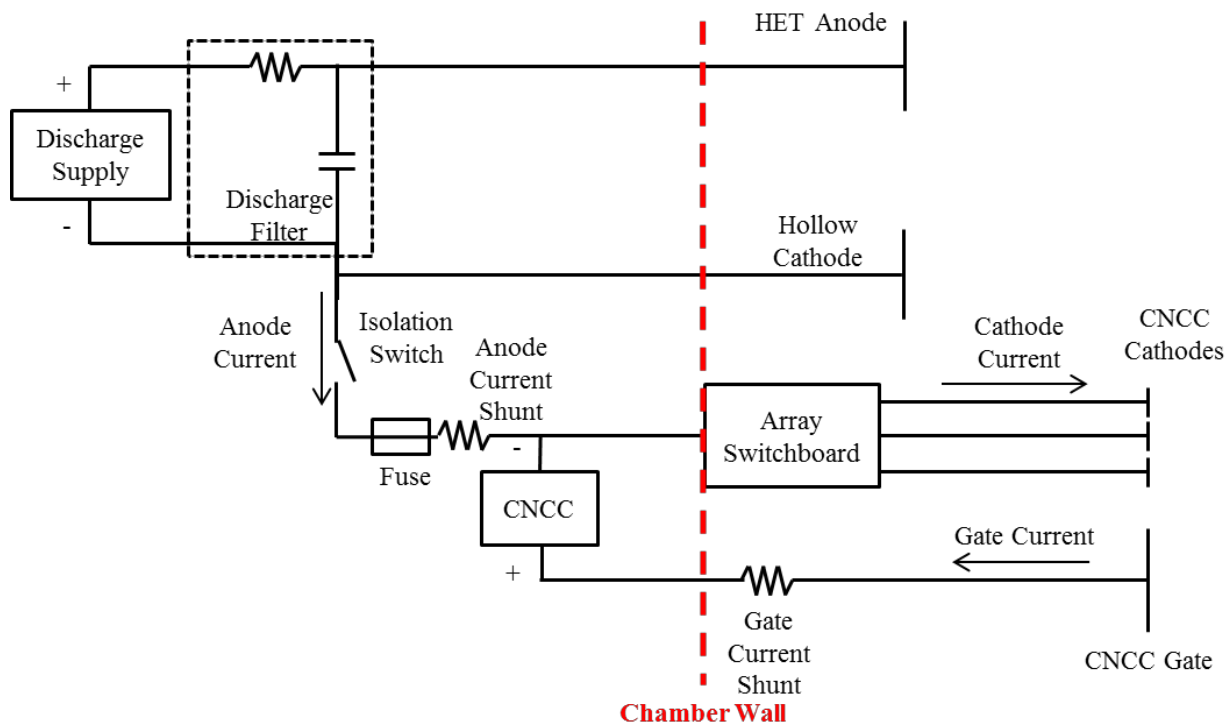 HET Anode
+
Discharge
Supply
-
Discharge
Filter
Hollow
Cathode
Anode
Current
Isolation
Switch
Anode
Current
Shunt
Cathode
Current
CNCC
Cathodes
Array
Switchboard
-
Fuse
CNCC
+
Gate Current
Gate
Current
Shunt
CNCC Gate
Chamber Wall